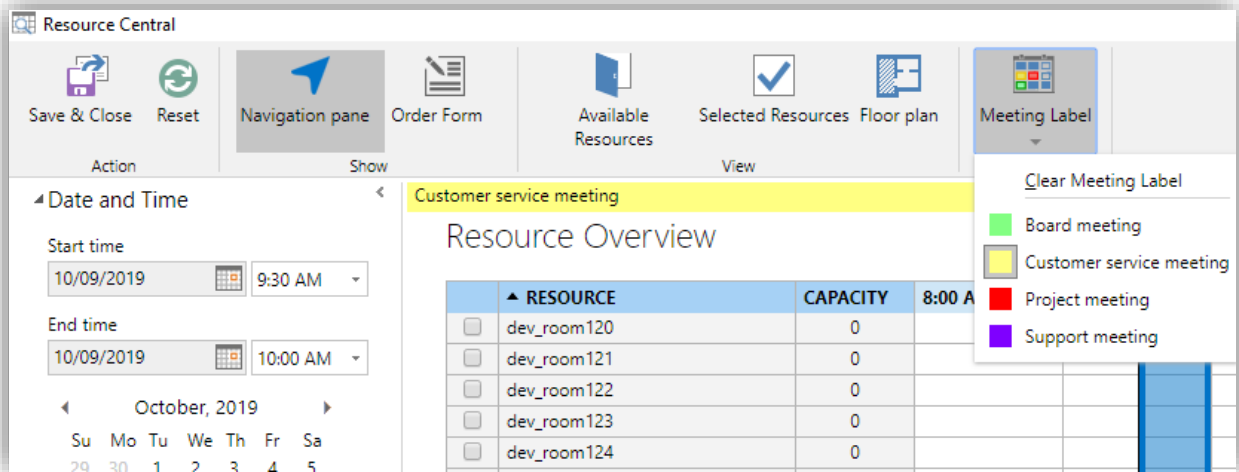 Resource Central
Save & Close
Reset
Navigation pane
Order Form
Available
Resources
Selected Resources
Floor plan
Meeting Label
Action
Show
View
Clear Meeting Label
Board meeting
Customer service meeting
Project meeting
Support meeting
Date and Time
Start time
10/09/2019
9:30 AM
End time
10/09/2019
10:00 AM
October, 2019
Su Mo Tu We Th Fr Sa
29 30 1 2 3 4 5
Customer service meeting
Resource Overview
RESOURCE CAPACITY 8:00 A
dev_room120 0
dev_room121 0
dev_room122 0
dev_room123 0
dev_room124 0